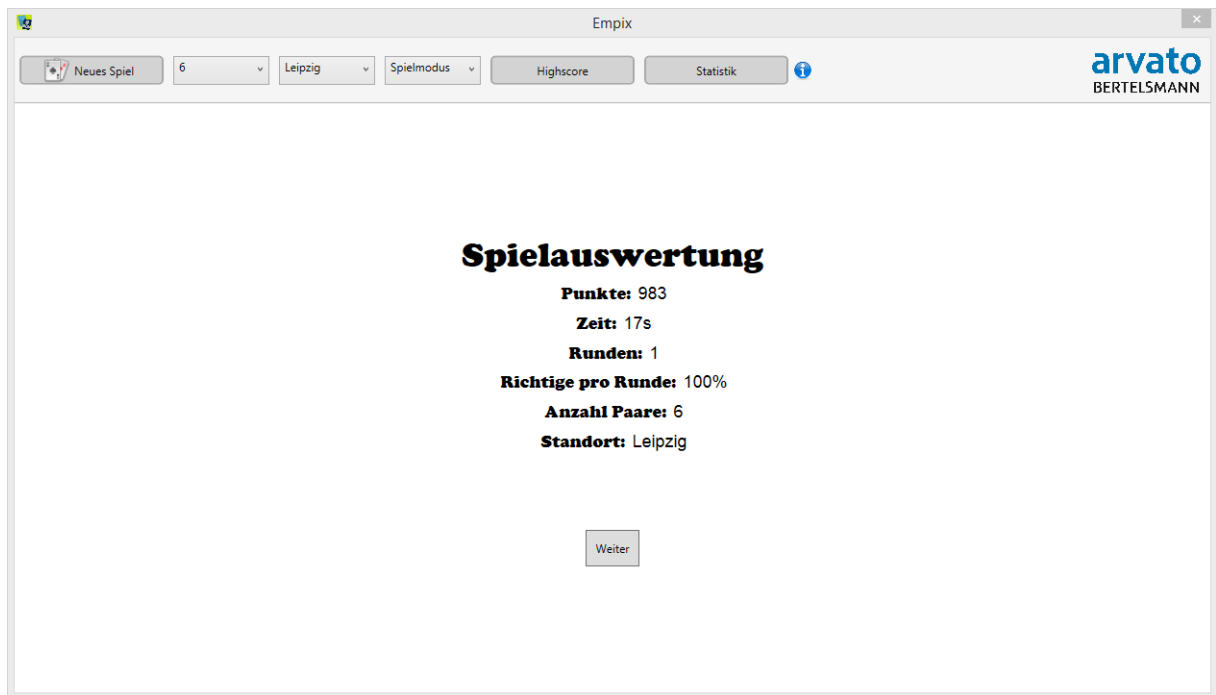 Empix
Neues Spiel 6 Leipzig Spielmodus Highscore Statistik
arvato
BERTELSMANN
Spielauswertung
Punkte: 983
Zeit: 17s
Runden: 1
Richtige pro Runde: 100%
Anzahl Paare: 6
Standort: Leipzig
Weiter